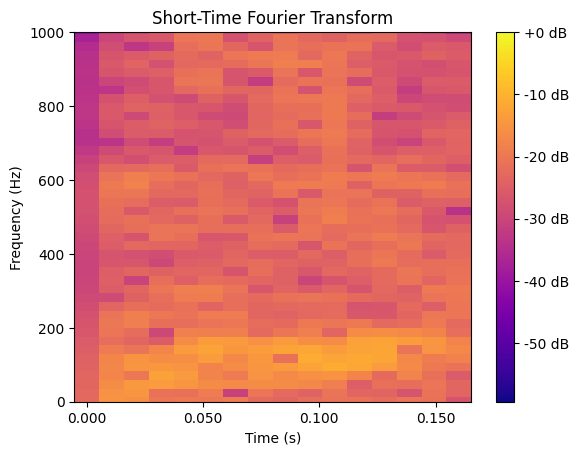 Short-Time Fourier Transform
1000
800
600
400
200
0
Frequency (Hz)
0.000
0.050
0.100
0.150
Time (s)
+0 dB
-10 dB
-20 dB
-30 dB
-40 dB
-50 dB